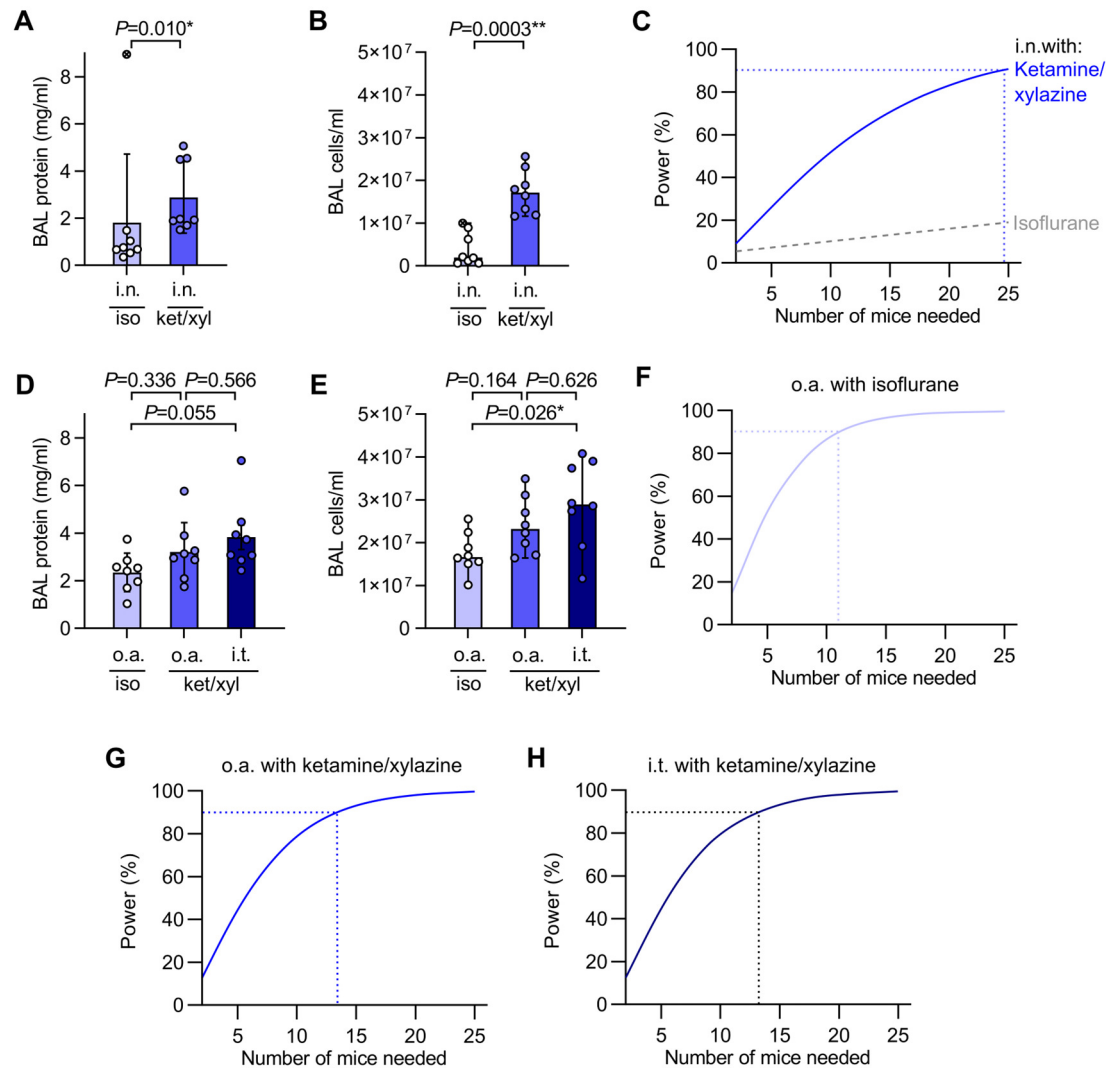 A
P=0.010*
BAL protein (mg/ml)
8
6
4
2
0
i.n.
i.n.
iso
ket/xyl
B
P=0.0003**
BAL cells/ml
5×10⁷
4×10⁷
3×10⁷
2×10⁷
1×10⁷
0
i.n.
i.n.
iso
ket/xyl
C
Power (%)
100
80
60
40
20
0
5
10
15
20
25
Number of mice needed
i.n.with:
Ketamine/
xylazine
Isoflurane
D
P=0.336
P=0.566
P=0.055
BAL protein (mg/ml)
8
6
4
2
0
o.a.
o.a.
i.t.
iso
ket/xyl
E
P=0.164
P=0.626
P=0.026*
BAL cells/ml
5×10⁷
4×10⁷
3×10⁷
2×10⁷
1×10⁷
0
o.a.
o.a.
i.t.
iso
ket/xyl
F
o.a. with isoflurane
Power (%)
100
80
60
40
20
0
5
10
15
20
25
Number of mice needed
G
o.a. with ketamine/xylazine
Power (%)
100
80
60
40
20
0
5
10
15
20
25
Number of mice needed
H
i.t. with ketamine/xylazine
Power (%)
100
80
60
40
20
0
5
10
15
20
25
Number of mice needed